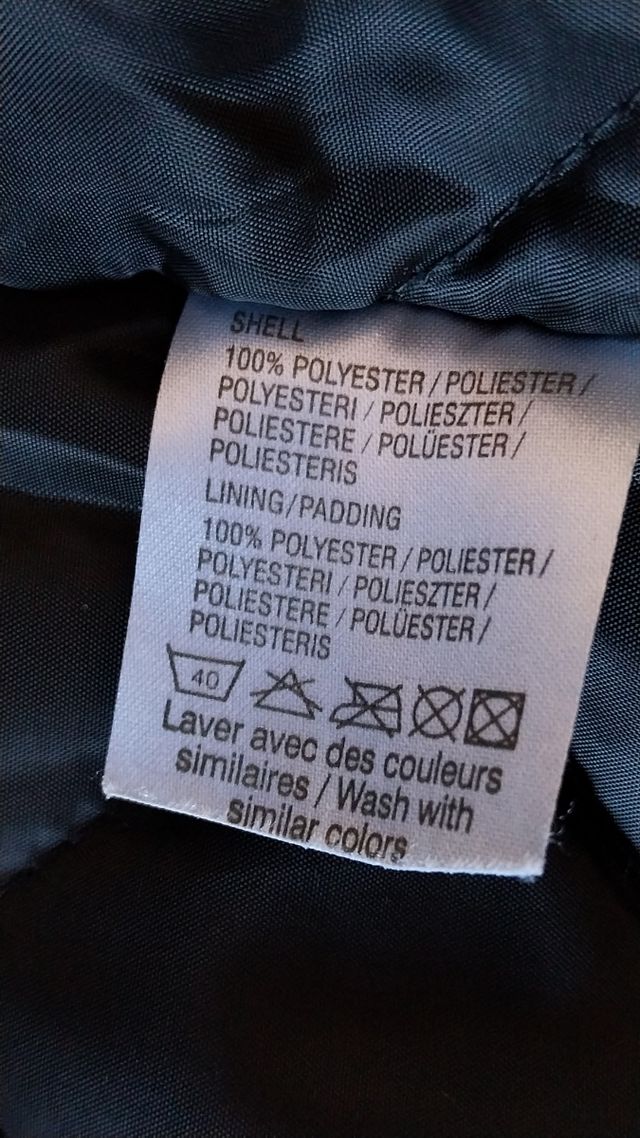 SHELL
100% POLYESTER / POLIESTER /
POLYESTERI / POLIESZTER /
POLIESTERE / POLÜESTER /
POLIESTERIS
LINING/PADDING
100% POLYESTER / POLIESTER /
POLYESTERI / POLIESZTER /
POLIESTERE / POLÜESTER /
POLIESTERIS
40
Laver avec des couleurs
similaires / Wash with
similar colors